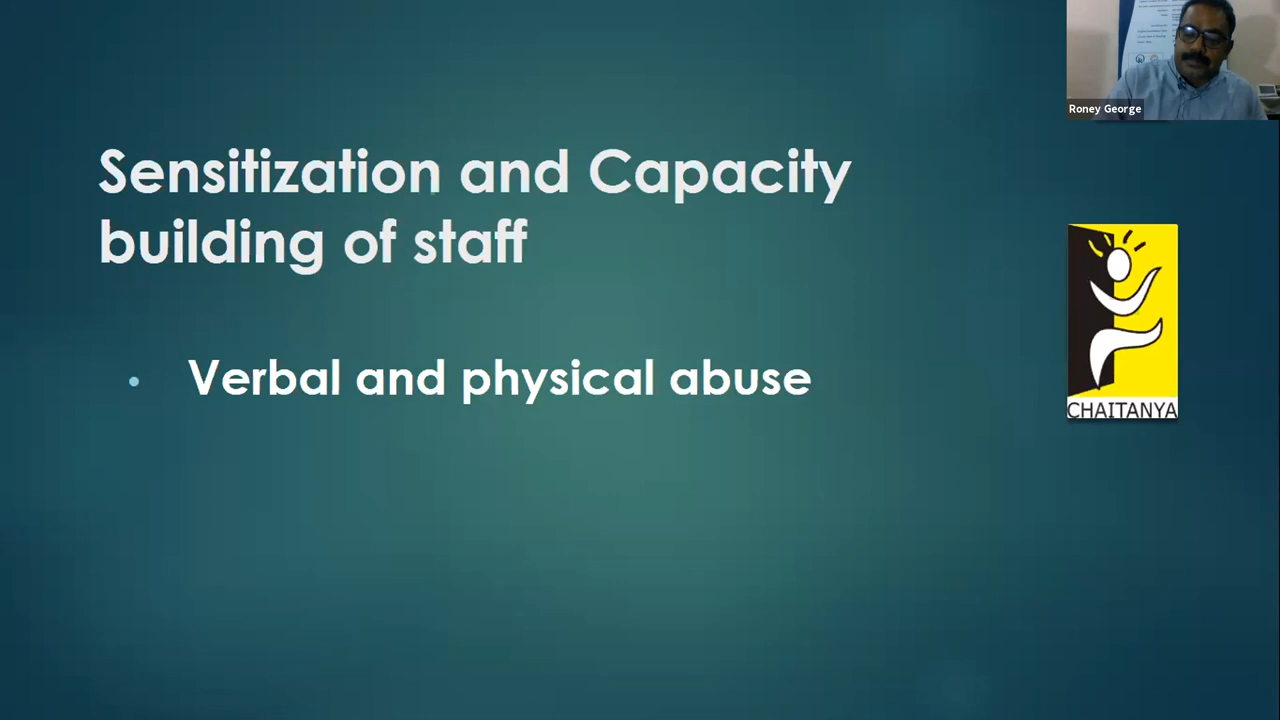 Roney George
Sensitization and Capacity
building of staff
• Verbal and physical abuse
CHAITANYA